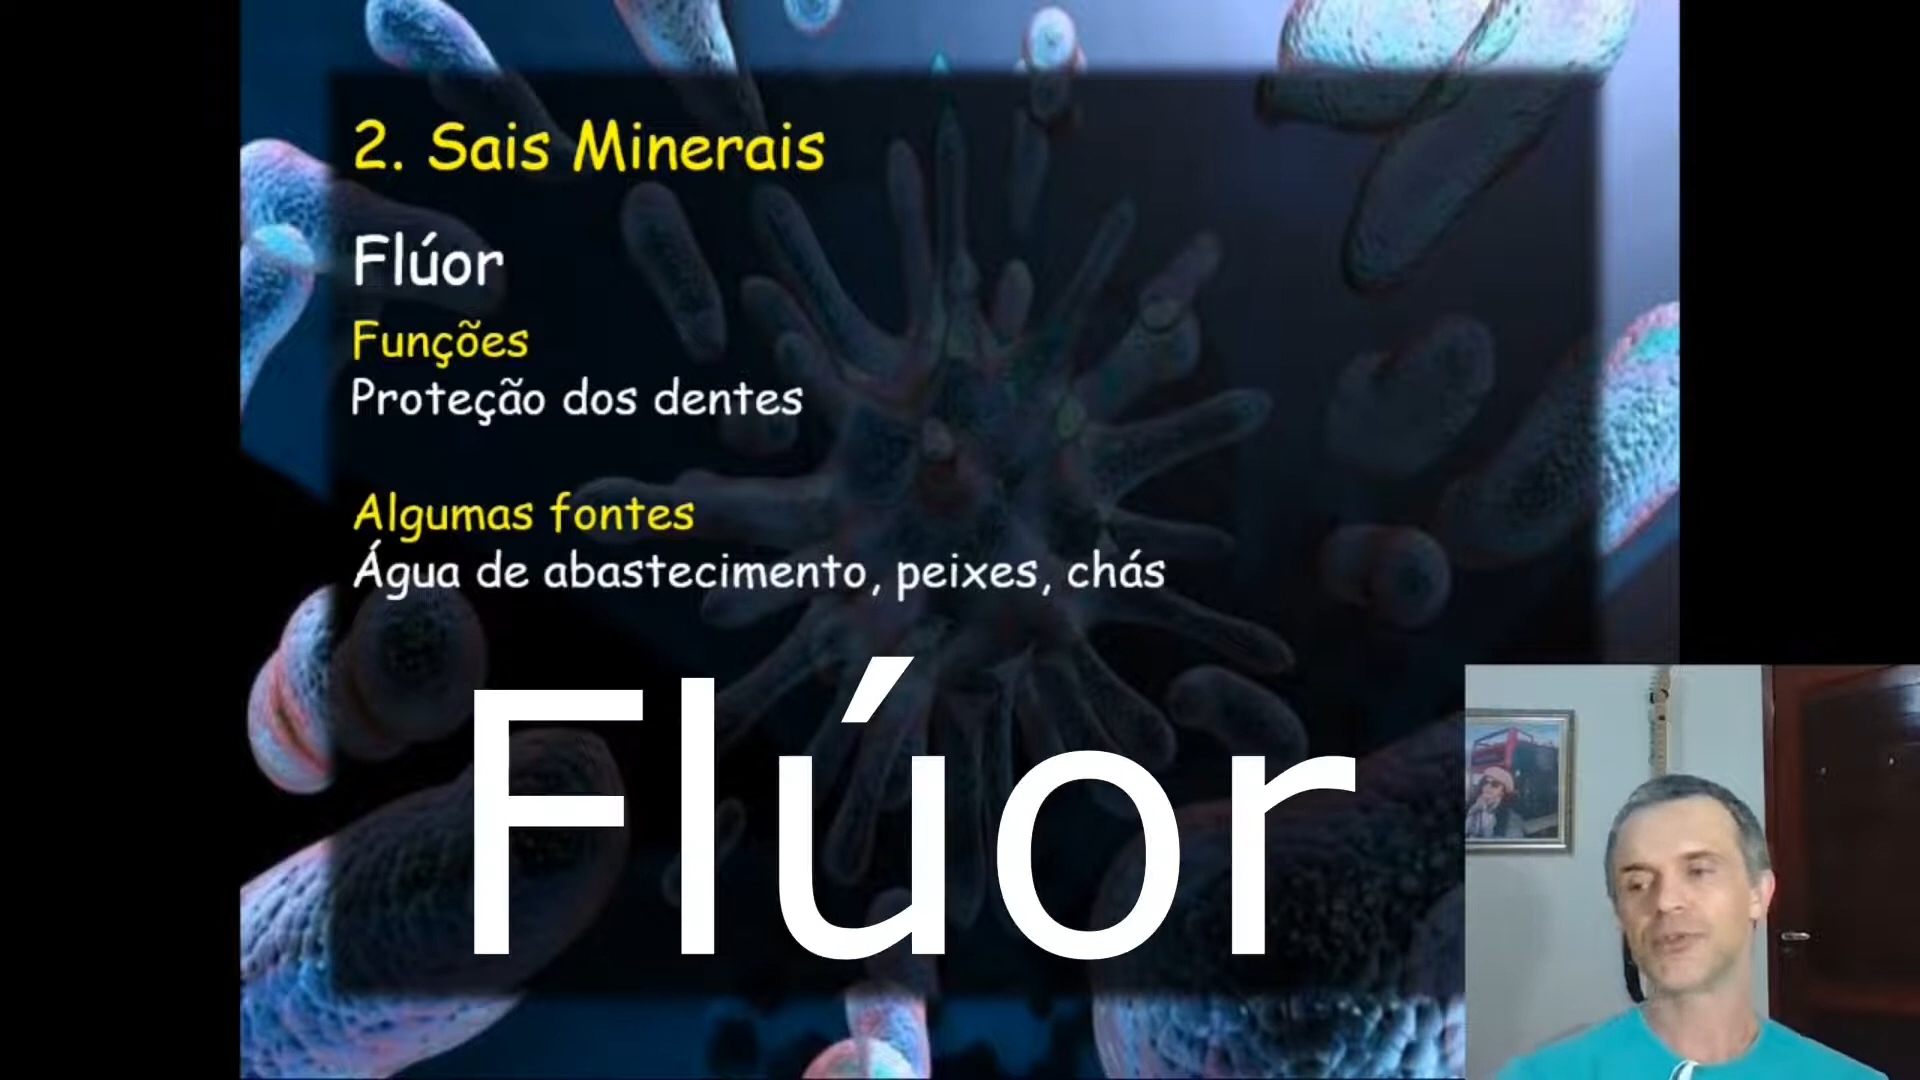 2. Sais Minerais
Flúor
Funções
Proteção dos dentes
Algumas fontes
Água de abastecimento, peixes, chás
Flúor